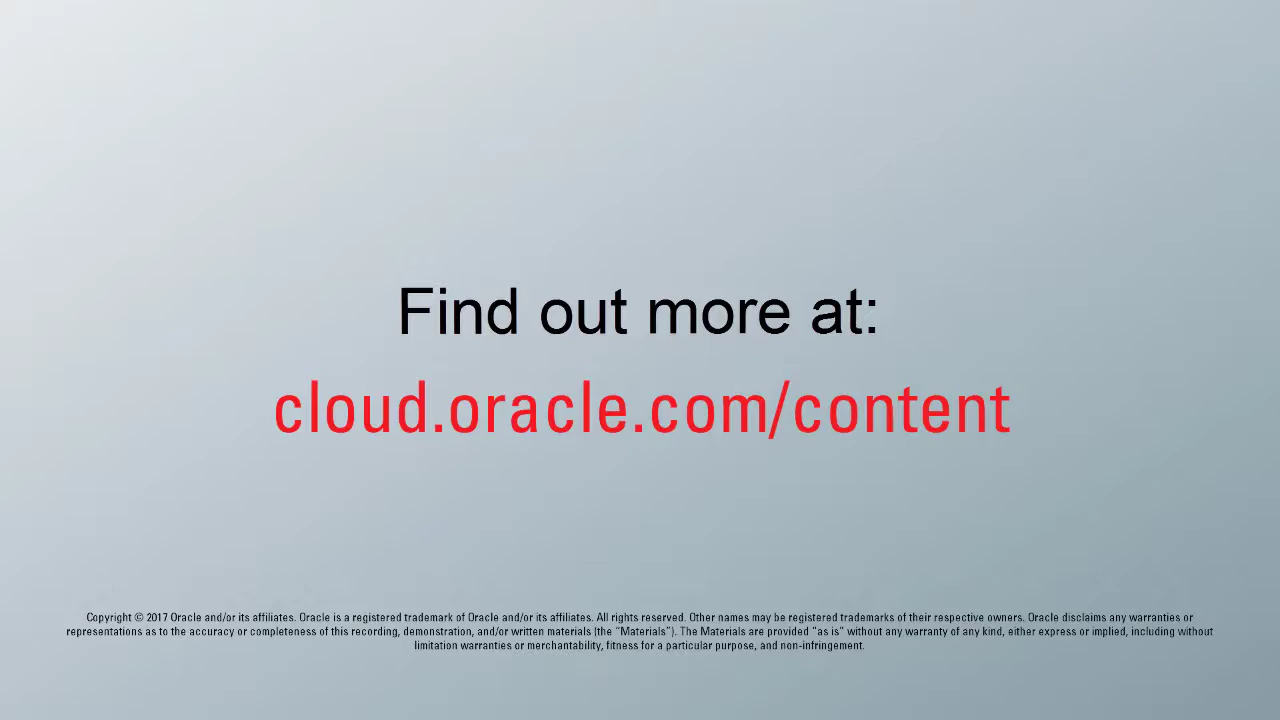 Find out more at:
cloud.oracle.com/content
Copyright © 2017 Oracle and/or its affiliates. Oracle is a registered trademark of Oracle and/or its affiliates. All rights reserved. Other names may be registered trademarks of their respective owners. Oracle disclaims any warranties or
representations as to the accuracy or completeness of this recording, demonstration, and/or written materials (the “Materials”). The Materials are provided “as is” without any warranty of any kind, either express or implied, including without
limitation warranties or merchantability, fitness for a particular purpose, and non-infringement.